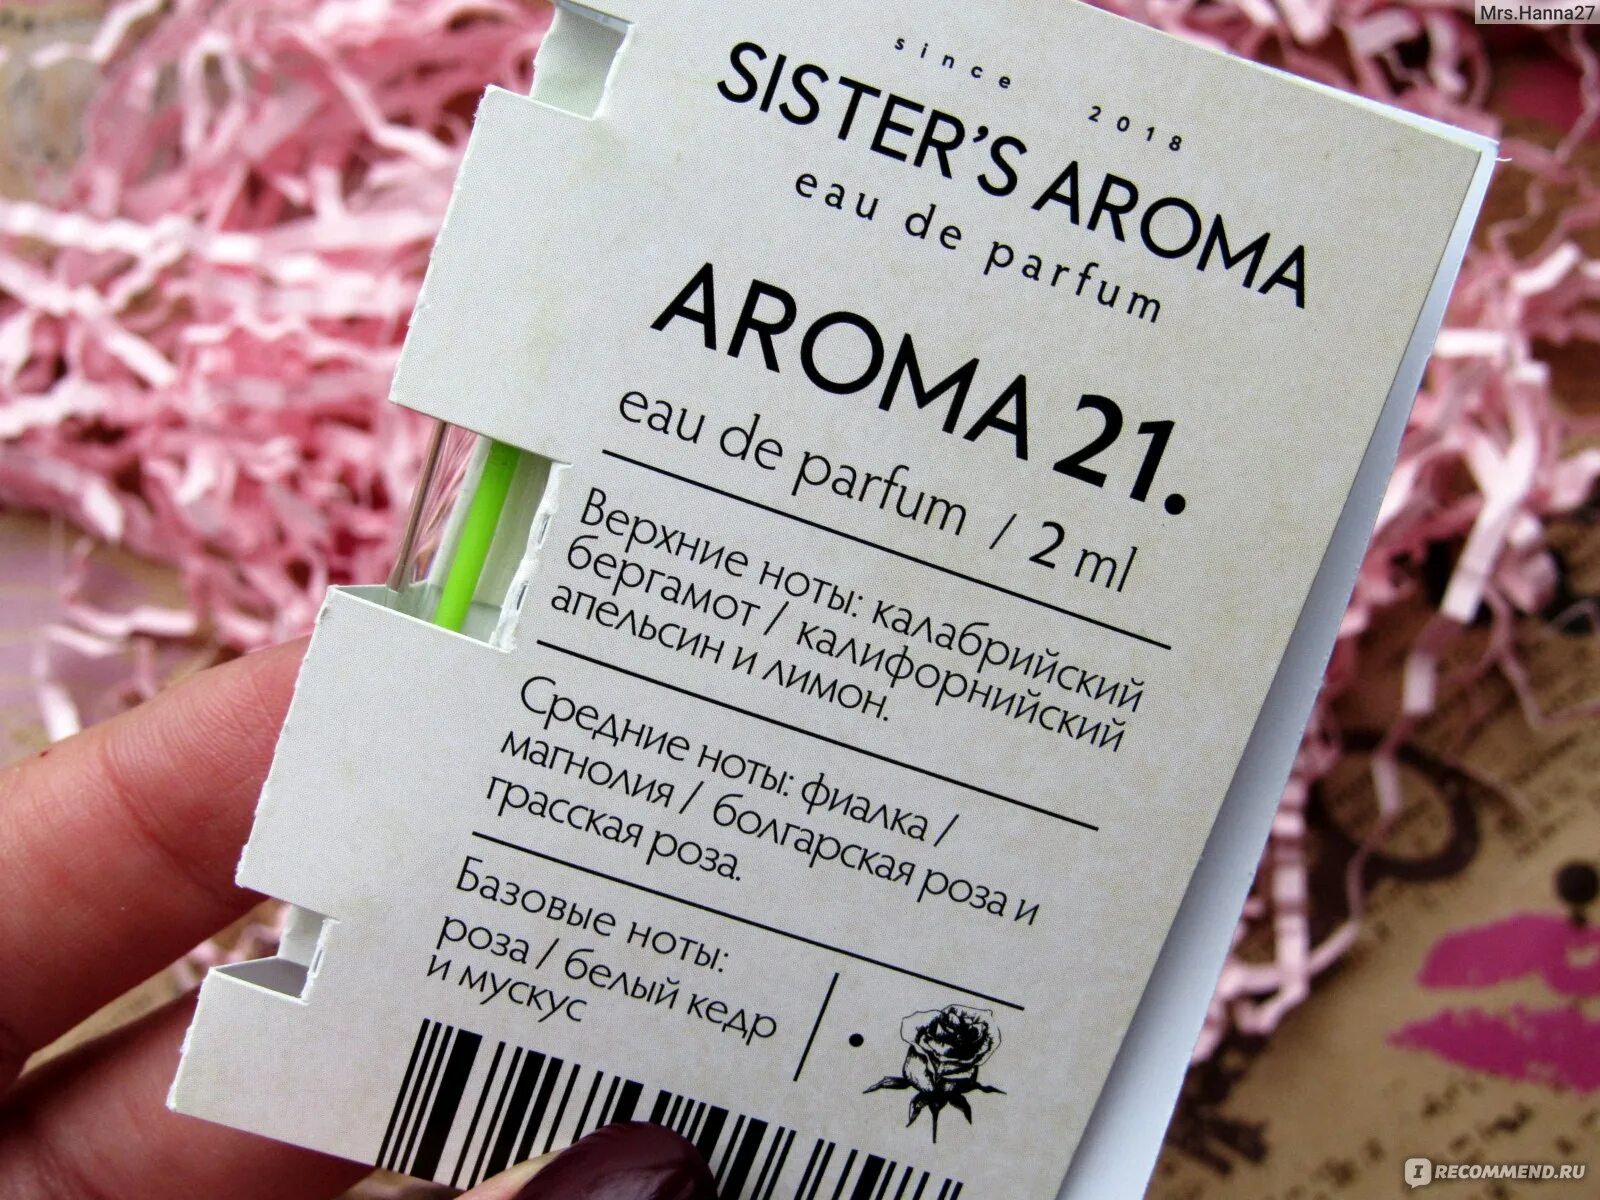 Mrs.Hanna27
since 2018
SISTER'S AROMA
eau de parfum
AROMA 21.
eau de parfum / 2 ml
Верхние ноты: калабрийский
бергамот / калифорнийский
апельсин и лимон.
Средние ноты: фиалка /
магнолия / болгарская роза и
грасская роза.
Базовые ноты:
роза / белый кедр
и мускус
IRECOMMEND.RU